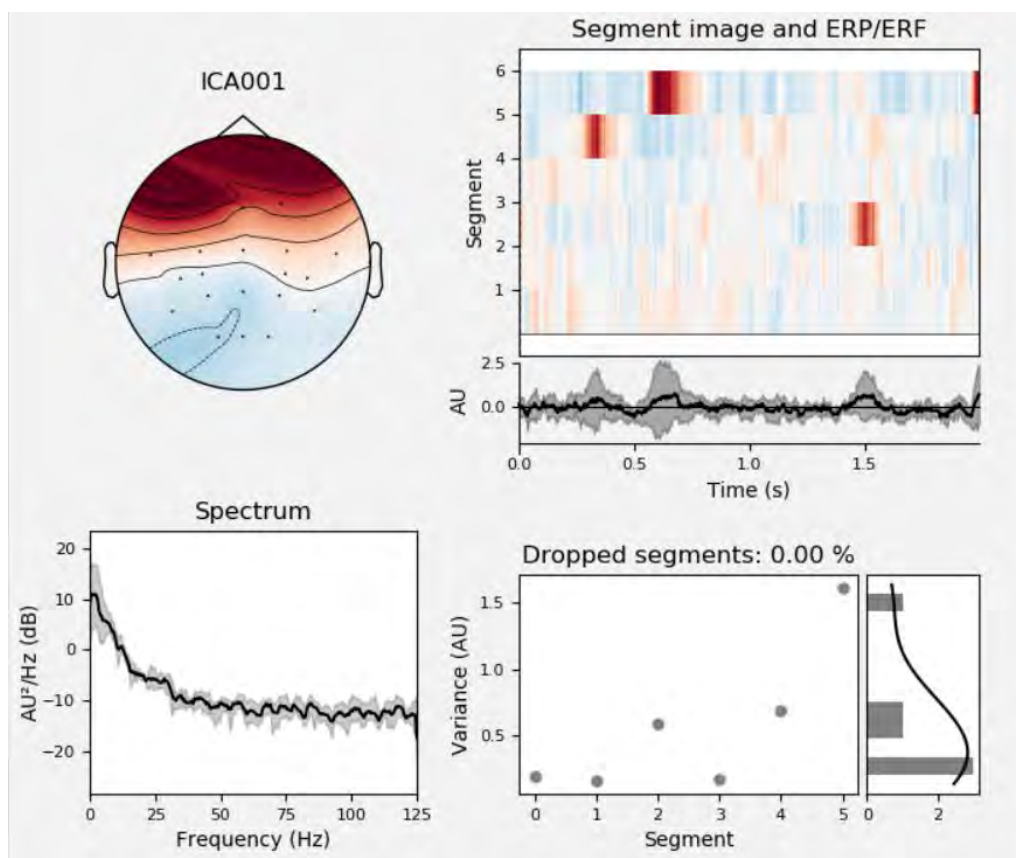 Segment image and ERP/ERF
ICA001
6
5
4
3
2
1
Segment
2.5
0.0
AU
0.0 0.5 1.0 1.5
Time (s)
Spectrum
20
10
0
−10
−20
AU²/Hz (dB)
0 25 50 75 100 125
Frequency (Hz)
Dropped segments: 0.00 %
1.5
1.0
0.5
Variance (AU)
0 1 2 3 4 5
Segment
0 2